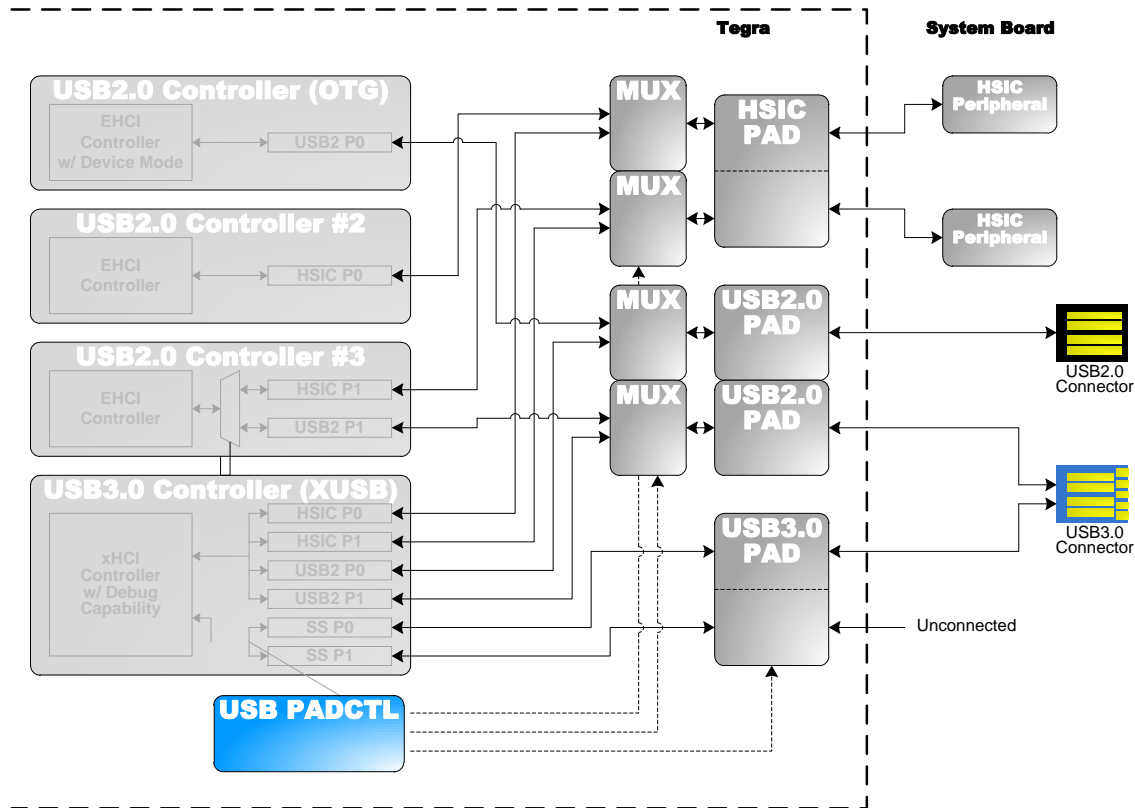 Tegra
System Board
USB2.0 Controller (OTG)
EHCI
Controller
w/ Device Mode
USB2 P0
USB2.0 Controller #2
EHCI
Controller
HSIC P0
USB2.0 Controller #3
EHCI
Controller
HSIC P1
USB2 P1
USB3.0 Controller (XUSB)
xHCI
Controller
w/ Debug
Capability
HSIC P0
HSIC P1
USB2 P0
USB2 P1
SS P0
SS P1
USB PADCTL
MUX
MUX
MUX
MUX
HSIC
PAD
USB2.0
PAD
USB2.0
PAD
USB3.0
PAD
HSIC
Peripheral
HSIC
Peripheral
USB2.0
Connector
USB3.0
Connector
Unconnected